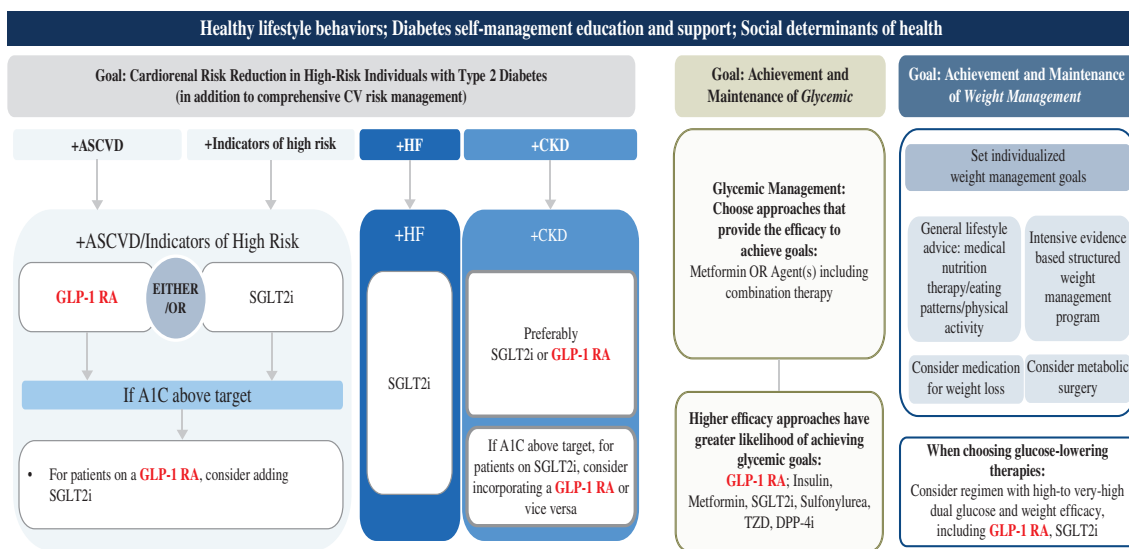 Healthy lifestyle behaviors; Diabetes self-management education and support; Social determinants of health
Goal: Cardiorenal Risk Reduction in High-Risk Individuals with Type 2 Diabetes
(in addition to comprehensive CV risk management)
+ASCVD
+Indicators of high risk
+HF
+CKD
+ASCVD/Indicators of High Risk
GLP-1 RA
EITHER
/OR
SGLT2i
If A1C above target
• For patients on a GLP-1 RA, consider adding
SGLT2i
+HF
SGLT2i
+CKD
Preferably
SGLT2i or GLP-1 RA
If A1C above target, for
patients on SGLT2i, consider
incorporating a GLP-1 RA or
vice versa
Goal: Achievement and
Maintenance of Glycemic
Glycemic Management:
Choose approaches that
provide the efficacy to
achieve goals:
Metformin OR Agent(s) including
combination therapy
Higher efficacy approaches have
greater likelihood of achieving
glycemic goals:
GLP-1 RA; Insulin,
Metformin, SGLT2i, Sulfonylurea,
TZD, DPP-4i
Goal: Achievement and Maintenance
of Weight Management
Set individualized
weight management goals
General lifestyle
advice: medical
nutrition
therapy/eating
patterns/physical
activity
Intensive evidence
based structured
weight
management
program
Consider medication
for weight loss
Consider metabolic
surgery
When choosing glucose-lowering
therapies:
Consider regimen with high-to very-high
dual glucose and weight efficacy,
including GLP-1 RA, SGLT2i